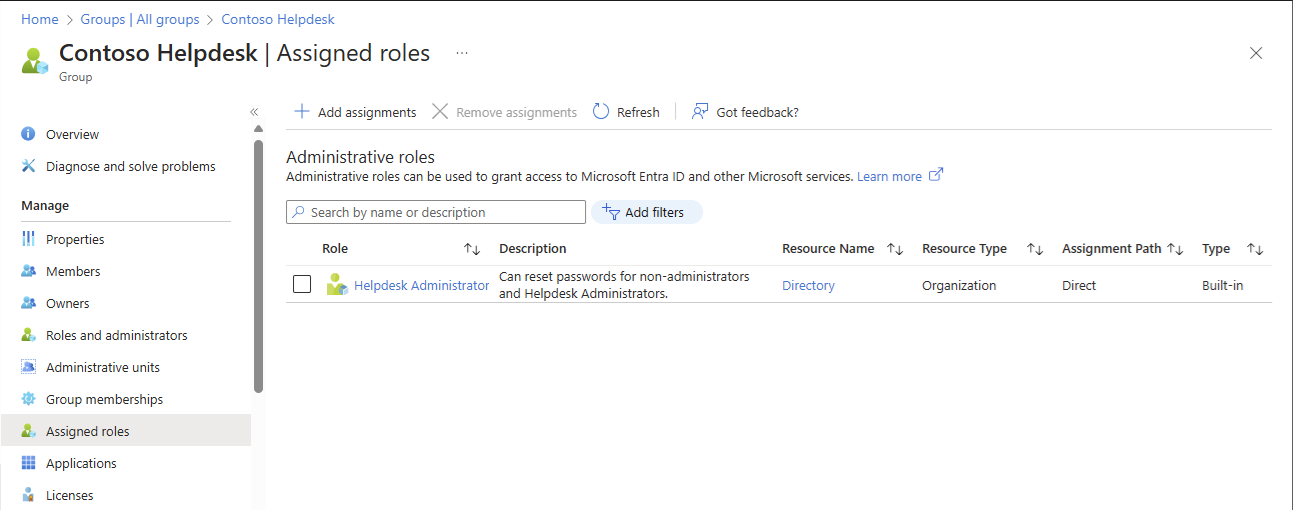 Home > Groups | All groups > Contoso Helpdesk
Contoso Helpdesk | Assigned roles ...
Group
Overview
Diagnose and solve problems
Manage
Properties
Members
Owners
Roles and administrators
Administrative units
Group memberships
Assigned roles
Applications
Licenses
Add assignments Remove assignments Refresh Got feedback?
Administrative roles
Administrative roles can be used to grant access to Microsoft Entra ID and other Microsoft services. Learn more
Search by name or description Add filters
Role Description Resource Name Resource Type Assignment Path Type
Helpdesk Administrator Can reset passwords for non-administrators Directory Organization Direct Built-in
and Helpdesk Administrators.